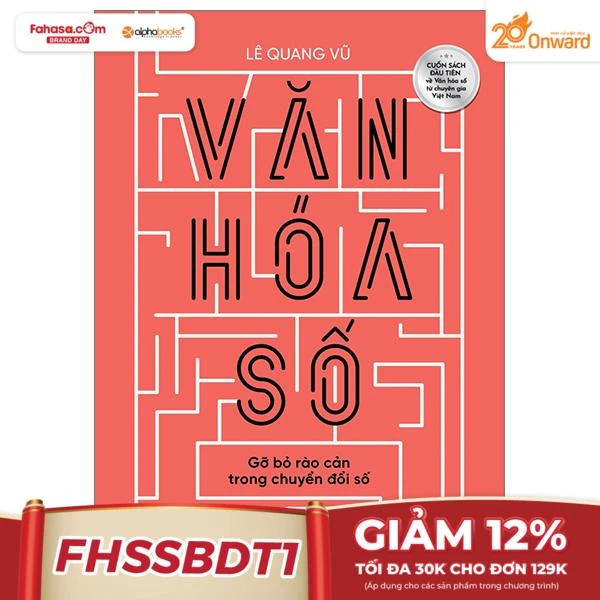 Fahasa.com
BRAND DAY
alphabooks
20 YEARS
Onward
LÊ QUANG VŨ
CUỐN SÁCH
ĐẦU TIÊN
về Văn hóa số
từ chuyên gia
Việt Nam
VĂN
HÓA
SỐ
Gỡ bỏ rào cản
trong chuyển đổi số
FHSSBDT1
GIẢM 12%
TỐI ĐA 30K CHO ĐƠN 129K
(Áp dụng cho các sản phẩm trong chương trình)